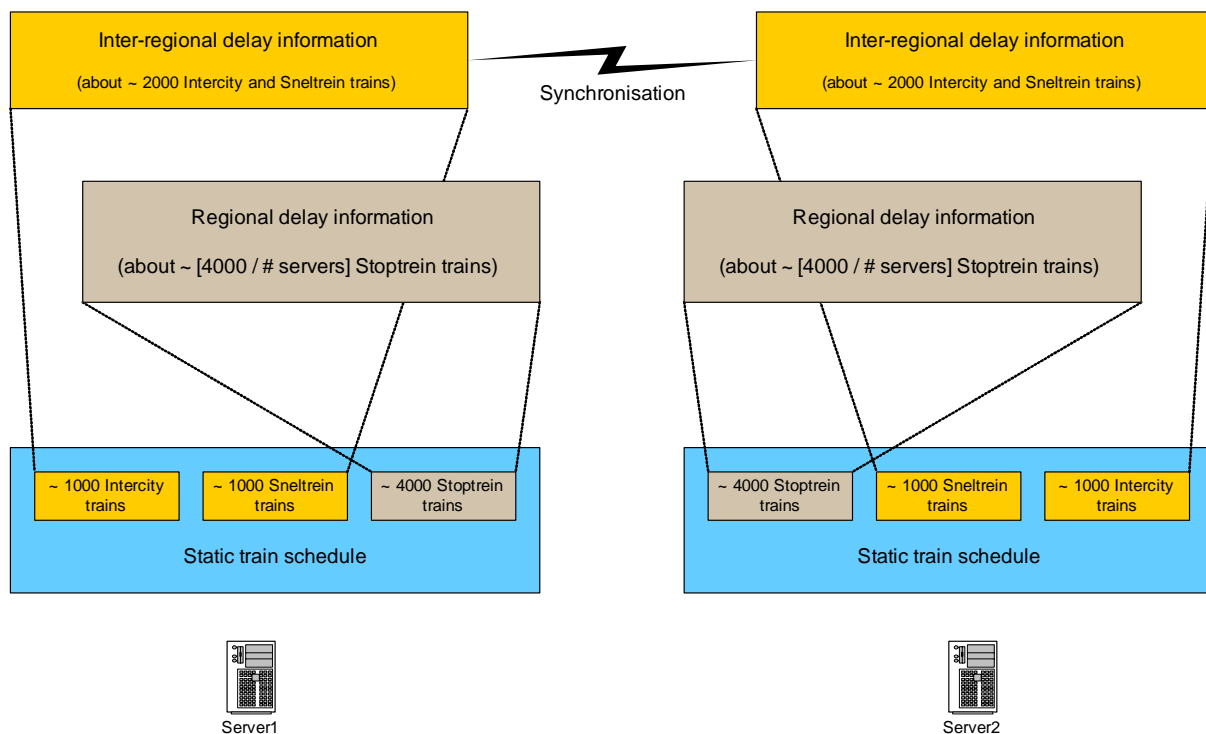 Inter-regional delay information
(about ~ 2000 Intercity and Sneltrein trains)
Synchronisation
Inter-regional delay information
(about ~ 2000 Intercity and Sneltrein trains)
Regional delay information
(about ~ [4000 / # servers] Stoptrein trains)
Regional delay information
(about ~ [4000 / # servers] Stoptrein trains)
~ 1000 Intercity
trains
~ 1000 Sneltrein
trains
~ 4000 Stoptrein
trains
Static train schedule
~ 4000 Stoptrein
trains
~ 1000 Sneltrein
trains
~ 1000 Intercity
trains
Static train schedule
Server1
Server2